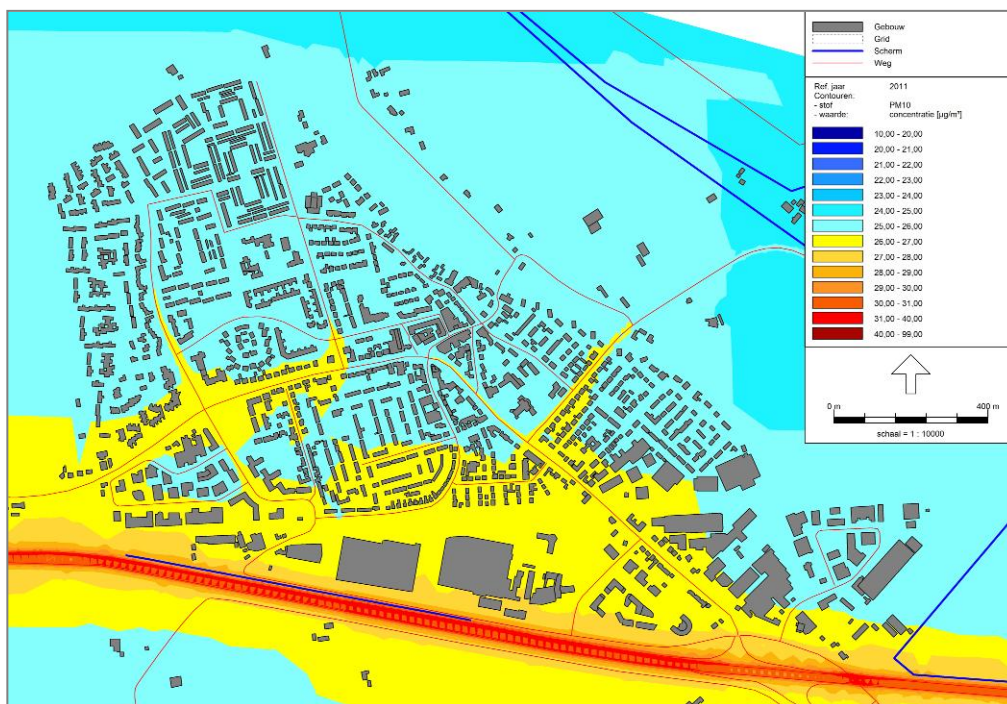 Gebouw
Grid
Scherm
Weg
Ref. jaar 2011
Contouren:
- stof PM10
- waarde: concentratie [µg/m³]
10,00 - 20,00
20,00 - 21,00
21,00 - 22,00
22,00 - 23,00
23,00 - 24,00
24,00 - 25,00
25,00 - 26,00
26,00 - 27,00
27,00 - 28,00
28,00 - 29,00
29,00 - 30,00
30,00 - 31,00
31,00 - 40,00
40,00 - 99,00
0 m 400 m
schaal = 1 : 10000